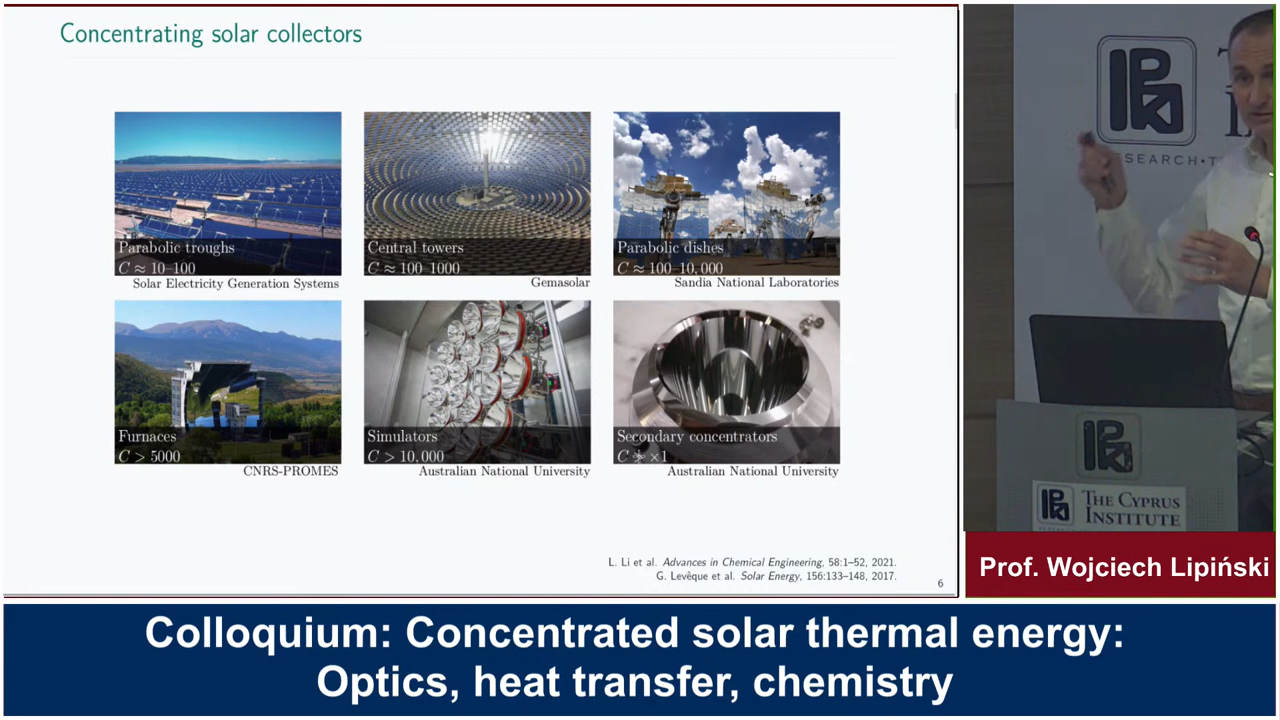 Concentrating solar collectors
Parabolic troughs
C ≈ 10–100
Solar Electricity Generation Systems
Central towers
C ≈ 100–1000
Gemasolar
Parabolic dishes
C ≈ 100–10,000
Sandia National Laboratories
Furnaces
C > 5000
CNRS-PROMES
Simulators
C > 10,000
Australian National University
Secondary concentrators
×1
Australian National University
L. Li et al. Advances in Chemical Engineering, 58:1–52, 2021.
G. Levêque et al. Solar Energy, 156:133–148, 2017.
6
THE CYPRUS
INSTITUTE
Prof. Wojciech Lipiński
Colloquium: Concentrated solar thermal energy:
Optics, heat transfer, chemistry